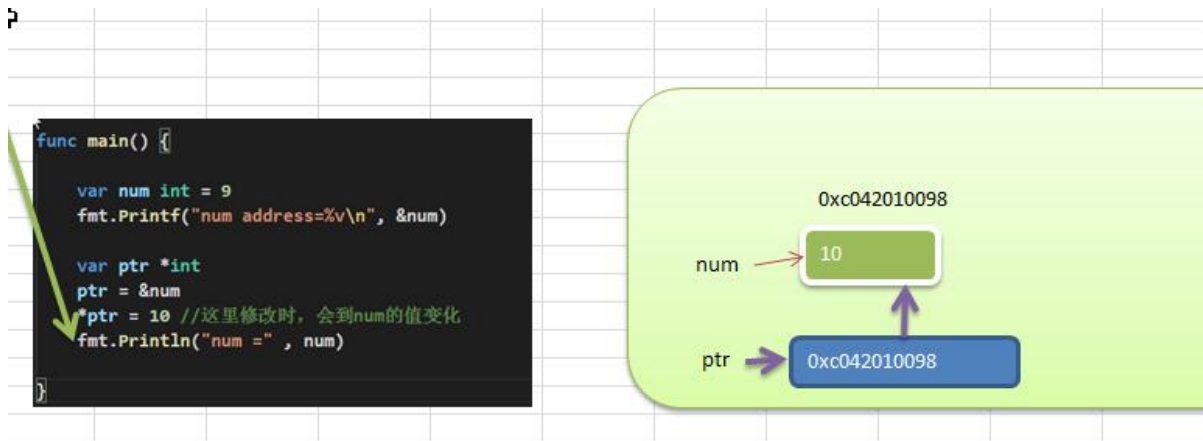 func main() {
var num int = 9
fmt.Printf("num address=%v\n", &num)
var ptr *int
ptr = &num
*ptr = 10 //这里修改时，会到num的值变化
fmt.Println("num =" , num)
}
0xc042010098
num
10
ptr
0xc042010098